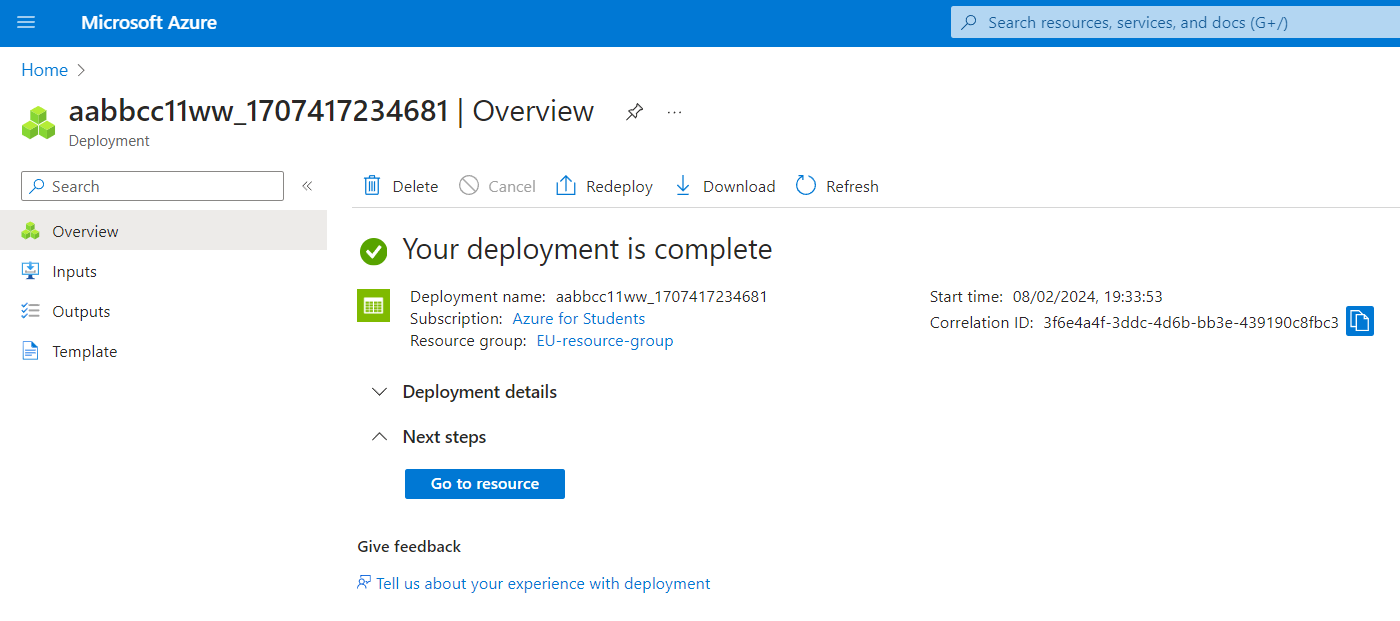 Microsoft Azure
Search resources, services, and docs (G+/)
Home
aabbcc11ww_1707417234681 | Overview
Deployment
Search
Delete
Cancel
Redeploy
Download
Refresh
Overview
Inputs
Outputs
Template
Your deployment is complete
Deployment name: aabbcc11ww_1707417234681
Subscription: Azure for Students
Resource group: EU-resource-group
Start time: 08/02/2024, 19:33:53
Correlation ID: 3f6e4a4f-3ddc-4d6b-bb3e-439190c8fbc3
Deployment details
Next steps
Go to resource
Give feedback
Tell us about your experience with deployment